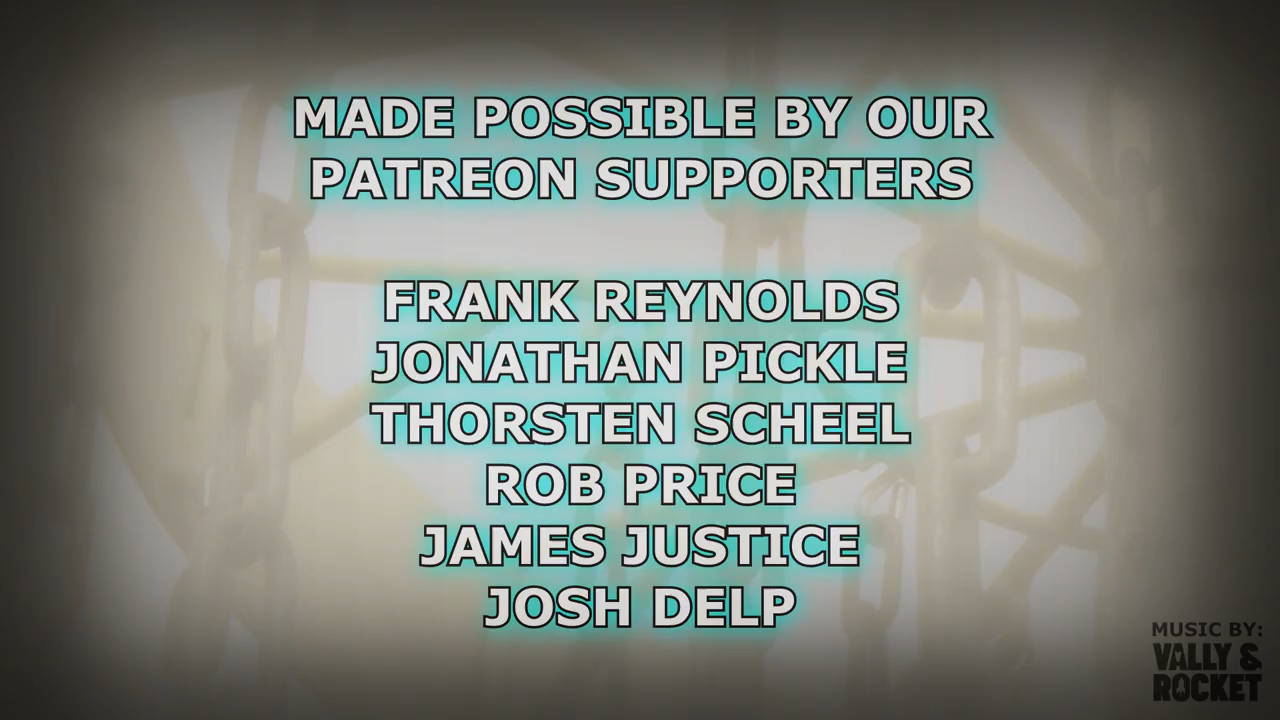 MADE POSSIBLE BY OUR
PATREON SUPPORTERS
FRANK REYNOLDS
JONATHAN PICKLE
THORSTEN SCHEEL
ROB PRICE
JAMES JUSTICE
JOSH DELP
MUSIC BY:
VALLY &
ROCKET